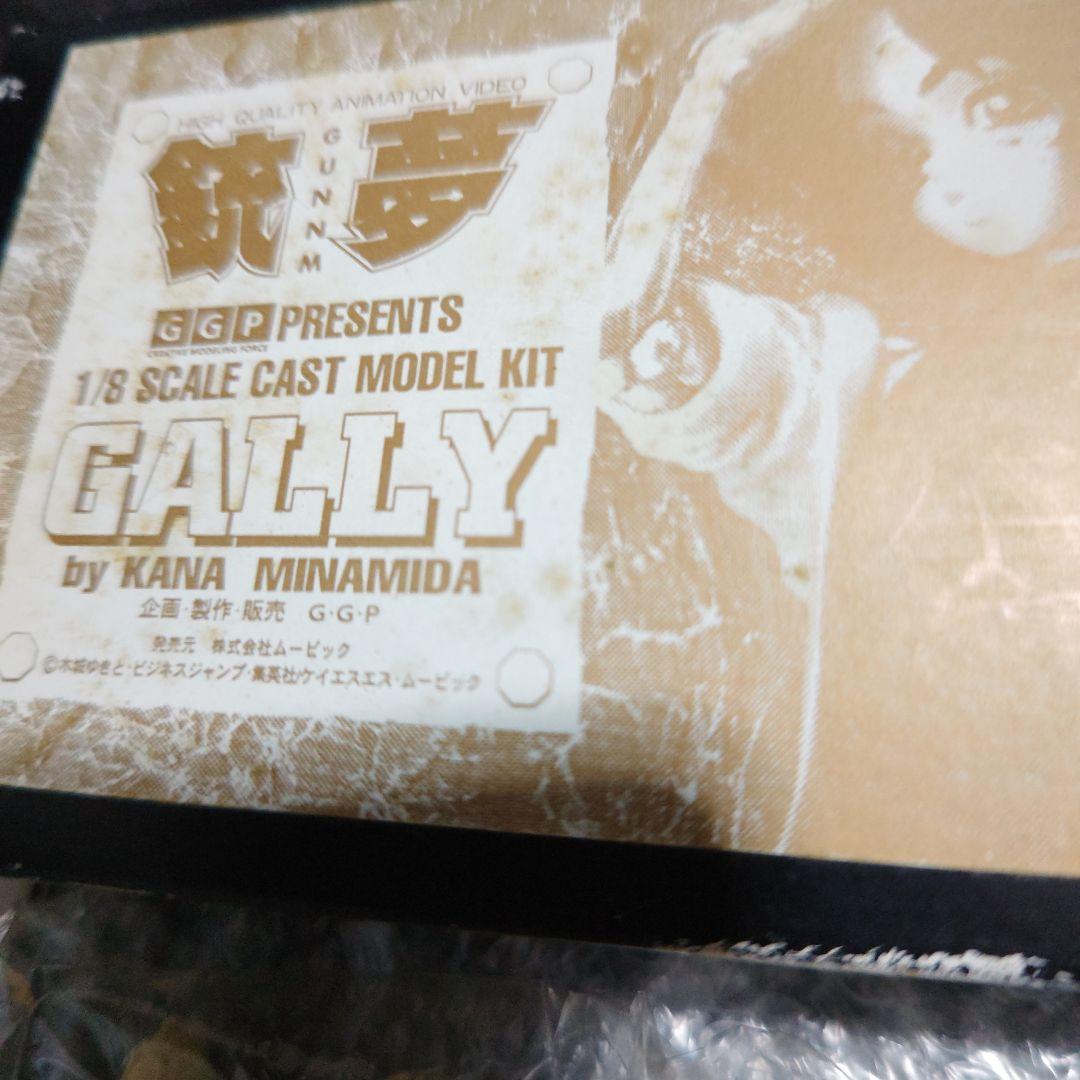 HIGH QUALITY ANIMATION VIDEO
銃夢
GUNNM
GGP PRESENTS
CREATIVE MODELING FORCE
1/8 SCALE CAST MODEL KIT
GALLY
by KANA MINAMIDA
企画・製作・販売 G・G・P
発売元 株式会社ムービック
©木城ゆきと・ビジネスジャンプ・集英社/ケイエスエス・ムービック